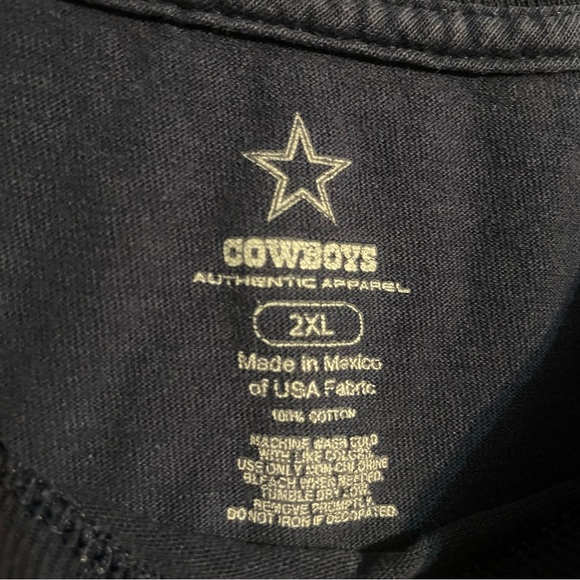 COWBOYS
AUTHENTIC APPAREL
2XL
Made in Mexico
of USA Fabric
100% COTTON
MACHINE WASH COLD
WITH LIKE COLORS.
USE ONLY NON-CHLORINE
BLEACH WHEN NEEDED.
TUMBLE DRY LOW.
REMOVE PROMPTLY.
DO NOT IRON IF DECORATED.